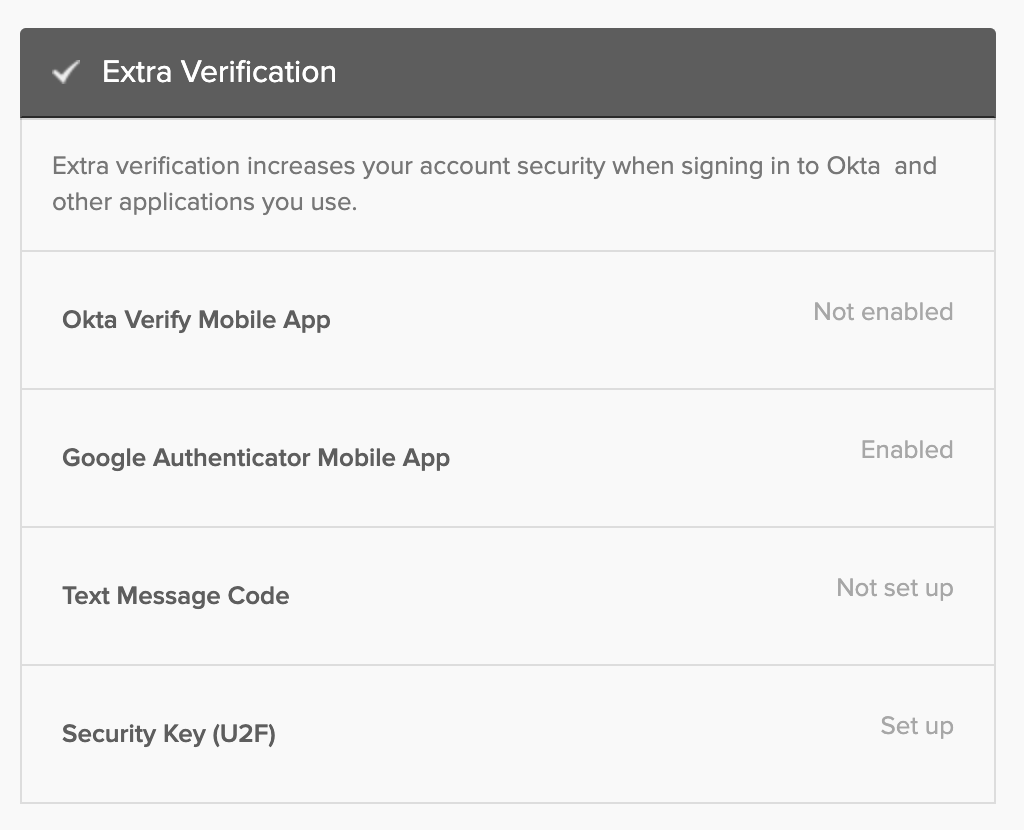 Extra Verification
Extra verification increases your account security when signing in to Okta  and
other applications you use.
Okta Verify Mobile App
Not enabled
Google Authenticator Mobile App
Enabled
Text Message Code
Not set up
Security Key (U2F)
Set up